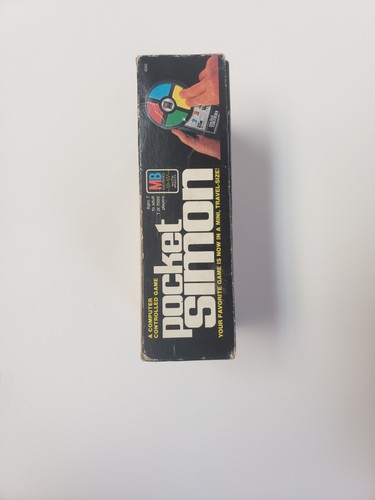 A COMPUTER
CONTROLLED GAME
pocket
simon
YOUR FAVORITE GAME IS NOW IN A MINI, TRAVEL-SIZE!
MB